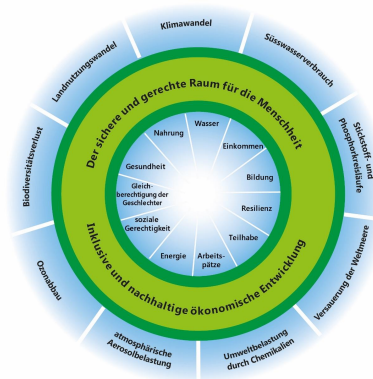 Klimawandel
Süsswasserverbrauch
Stickstoff- und
Phosphorkreisläufe
Versauerung der Weltmeere
Umweltbelastung
durch Chemikalien
atmosphärische
Aerosolbelastung
Ozonabbau
Biodiversitätsverlust
Landnutzungswandel
Der sichere und gerechte Raum für die Menschheit
Inklusive und nachhaltige ökonomische Entwicklung
Wasser
Einkommen
Bildung
Resilienz
Teilhabe
Arbeits-
pätze
Energie
soziale
Gerechtigkeit
Gleich-
berechtigung der
Geschlechter
Gesundheit
Nahrung